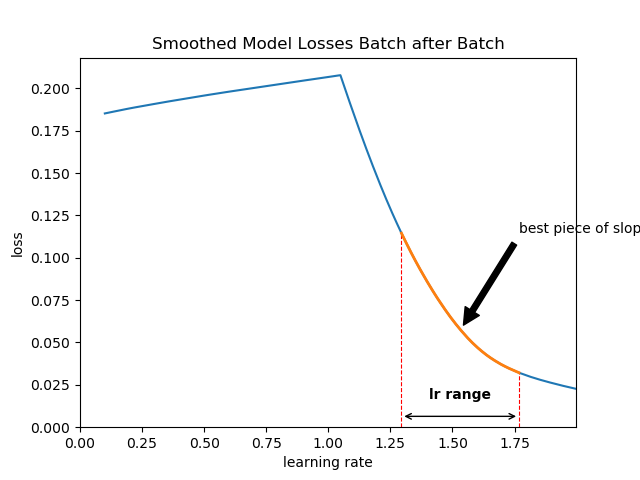 Smoothed Model Losses Batch after Batch
0.200
0.175
0.150
0.125
0.100
0.075
0.050
0.025
0.000
loss
best piece of slop
lr range
0.00 0.25 0.50 0.75 1.00 1.25 1.50 1.75
learning rate